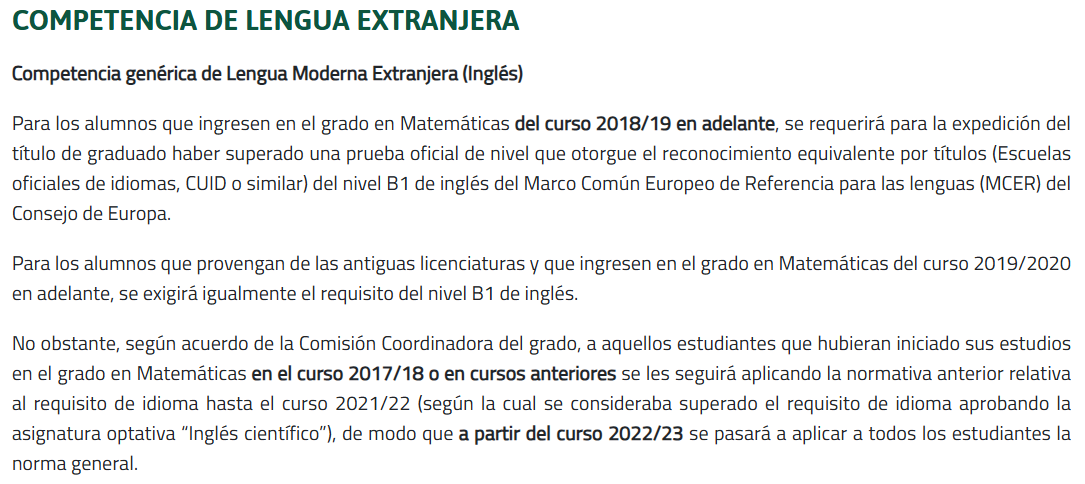 COMPETENCIA DE LENGUA EXTRANJERA
Competencia genérica de Lengua Moderna Extranjera (Inglés)
Para los alumnos que ingresen en el grado en Matemáticas del curso 2018/19 en adelante, se requerirá para la expedición del
título de graduado haber superado una prueba oficial de nivel que otorgue el reconocimiento equivalente por títulos (Escuelas
oficiales de idiomas, CUID o similar) del nivel B1 de inglés del Marco Común Europeo de Referencia para las lenguas (MCER) del
Consejo de Europa.
Para los alumnos que provengan de las antiguas licenciaturas y que ingresen en el grado en Matemáticas del curso 2019/2020
en adelante, se exigirá igualmente el requisito del nivel B1 de inglés.
No obstante, según acuerdo de la Comisión Coordinadora del grado, a aquellos estudiantes que hubieran iniciado sus estudios
en el grado en Matemáticas en el curso 2017/18 o en cursos anteriores se les seguirá aplicando la normativa anterior relativa
al requisito de idioma hasta el curso 2021/22 (según la cual se consideraba superado el requisito de idioma aprobando la
asignatura optativa “Inglés científico”), de modo que a partir del curso 2022/23 se pasará a aplicar a todos los estudiantes la
norma general.